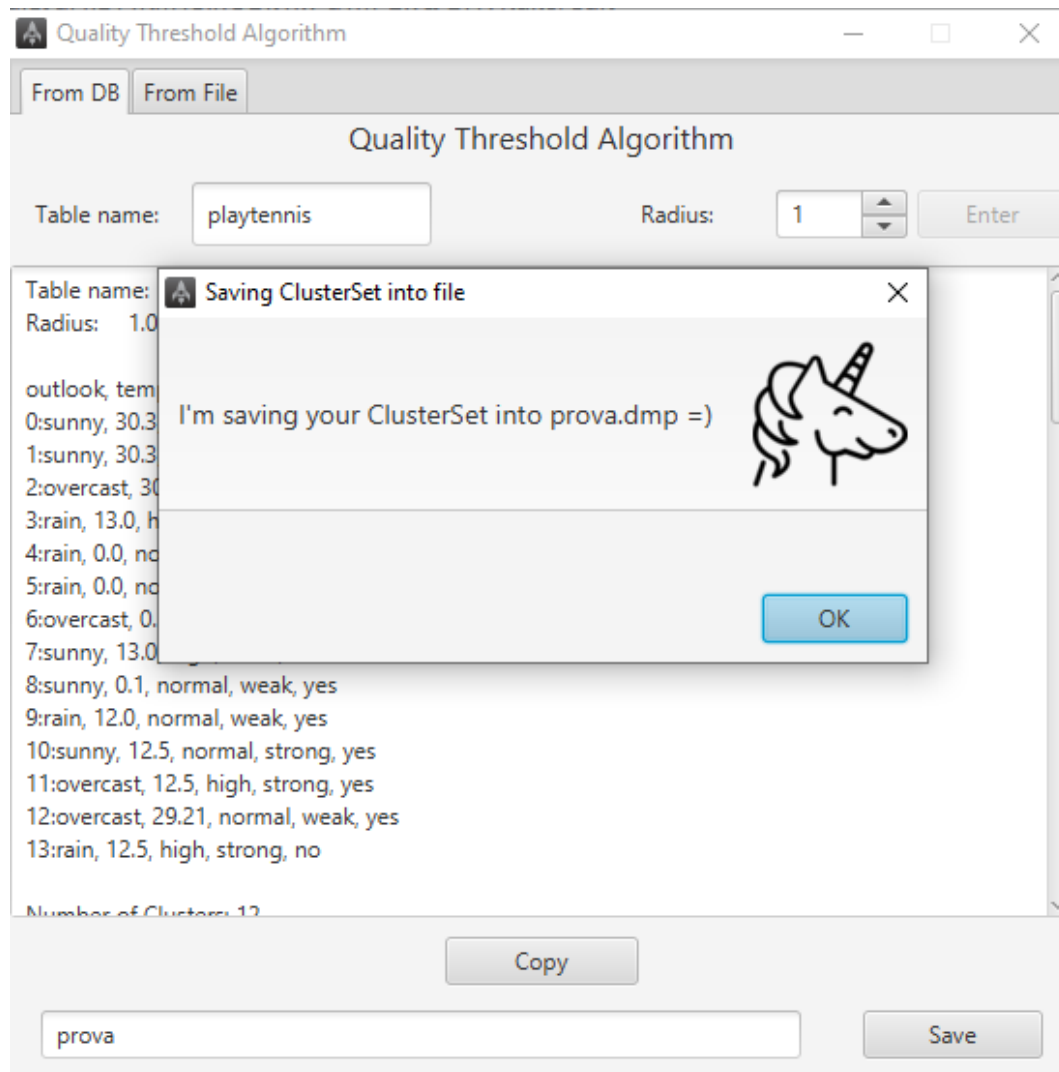 Quality Threshold Algorithm
From DB
From File
Quality Threshold Algorithm
Table name:
playtennis
Radius:
1
Enter
Table name:
Radius: 1.0
Saving ClusterSet into file
I'm saving your ClusterSet into prova.dmp =)
OK
outlook, tem
0:sunny, 30.3
1:sunny, 30.3
2:overcast, 30
3:rain, 13.0, h
4:rain, 0.0, no
5:rain, 0.0, no
6:overcast, 0.
7:sunny, 13.0
8:sunny, 0.1, normal, weak, yes
9:rain, 12.0, normal, weak, yes
10:sunny, 12.5, normal, strong, yes
11:overcast, 12.5, high, strong, yes
12:overcast, 29.21, normal, weak, yes
13:rain, 12.5, high, strong, no
Number of Clusters: 12
Copy
prova
Save